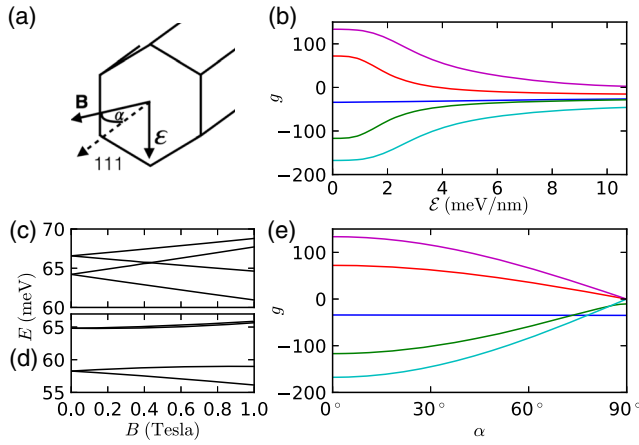 (a)
B
α
ℰ
111
(b)
100
0
−100
−200
g
0
2
4
6
8
10
ℰ (meV/nm)
(c)
70
65
60
(d)
65
60
55
E (meV)
0.0
0.2
0.4
0.6
0.8
1.0
B (Tesla)
(e)
100
0
−100
−200
g
0°
30°
60°
90°
α